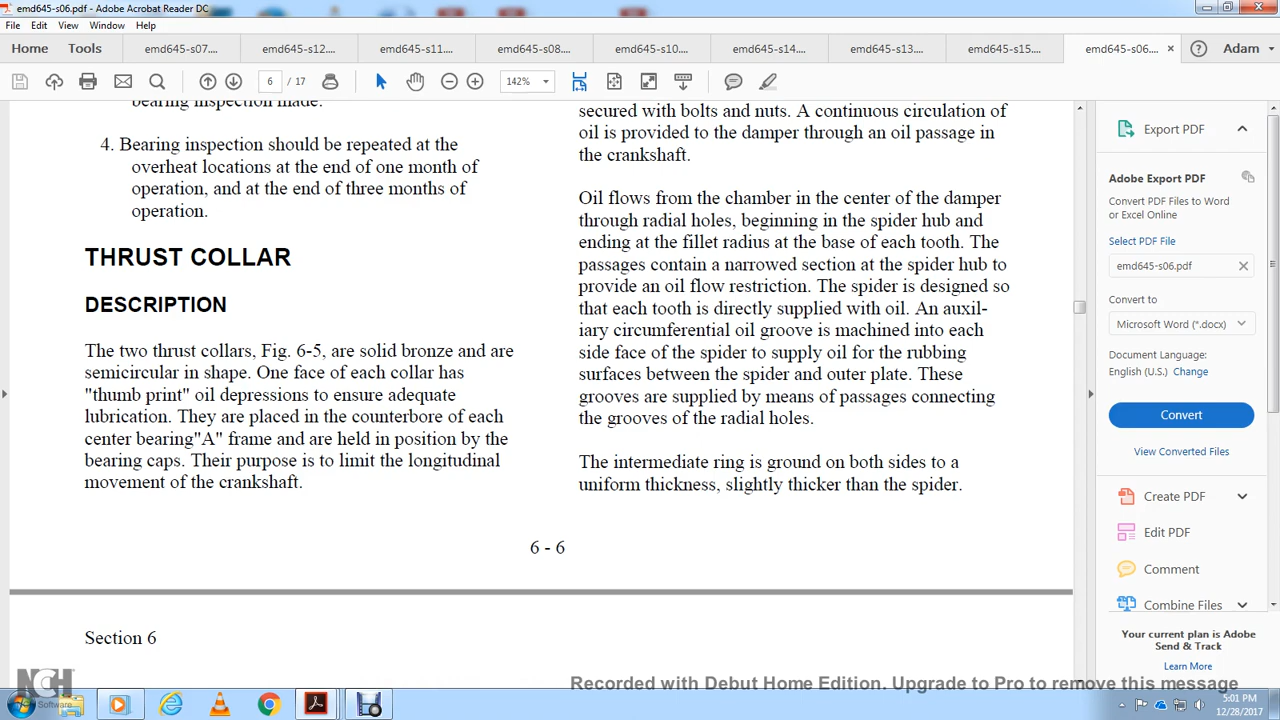 emd645-s06.pdf - Adobe Acrobat Reader DC
File Edit View Window Help
Home Tools emd645-s07.... emd645-s12.... emd645-s11.... emd645-s08.... emd645-s10.... emd645-s14.... emd645-s13.... emd645-s15.... emd645-s06.... Adam
6 / 17 142%
bearing inspection made.
4. Bearing inspection should be repeated at the
overheat locations at the end of one month of
operation, and at the end of three months of
operation.
THRUST COLLAR
DESCRIPTION
The two thrust collars, Fig. 6-5, are solid bronze and are
semicircular in shape. One face of each collar has
"thumb print" oil depressions to ensure adequate
lubrication. They are placed in the counterbore of each
center bearing"A" frame and are held in position by the
bearing caps. Their purpose is to limit the longitudinal
movement of the crankshaft.
secured with bolts and nuts. A continuous circulation of
oil is provided to the damper through an oil passage in
the crankshaft.
Oil flows from the chamber in the center of the damper
through radial holes, beginning in the spider hub and
ending at the fillet radius at the base of each tooth. The
passages contain a narrowed section at the spider hub to
provide an oil flow restriction. The spider is designed so
that each tooth is directly supplied with oil. An auxil-
iary circumferential oil groove is machined into each
side face of the spider to supply oil for the rubbing
surfaces between the spider and outer plate. These
grooves are supplied by means of passages connecting
the grooves of the radial holes.
The intermediate ring is ground on both sides to a
uniform thickness, slightly thicker than the spider.
6 - 6
Section 6
Export PDF
Adobe Export PDF
Convert PDF Files to Word
or Excel Online
Select PDF File
emd645-s06.pdf
Convert to
Microsoft Word (*.docx)
Document Language:
English (U.S.) Change
Convert
View Converted Files
Create PDF
Edit PDF
Comment
Combine Files
Your current plan is Adobe
Send & Track
Learn More
NCH
Software
Recorded with Debut Home Edition. Upgrade to Pro to remove this message
5:01 PM
12/28/2017